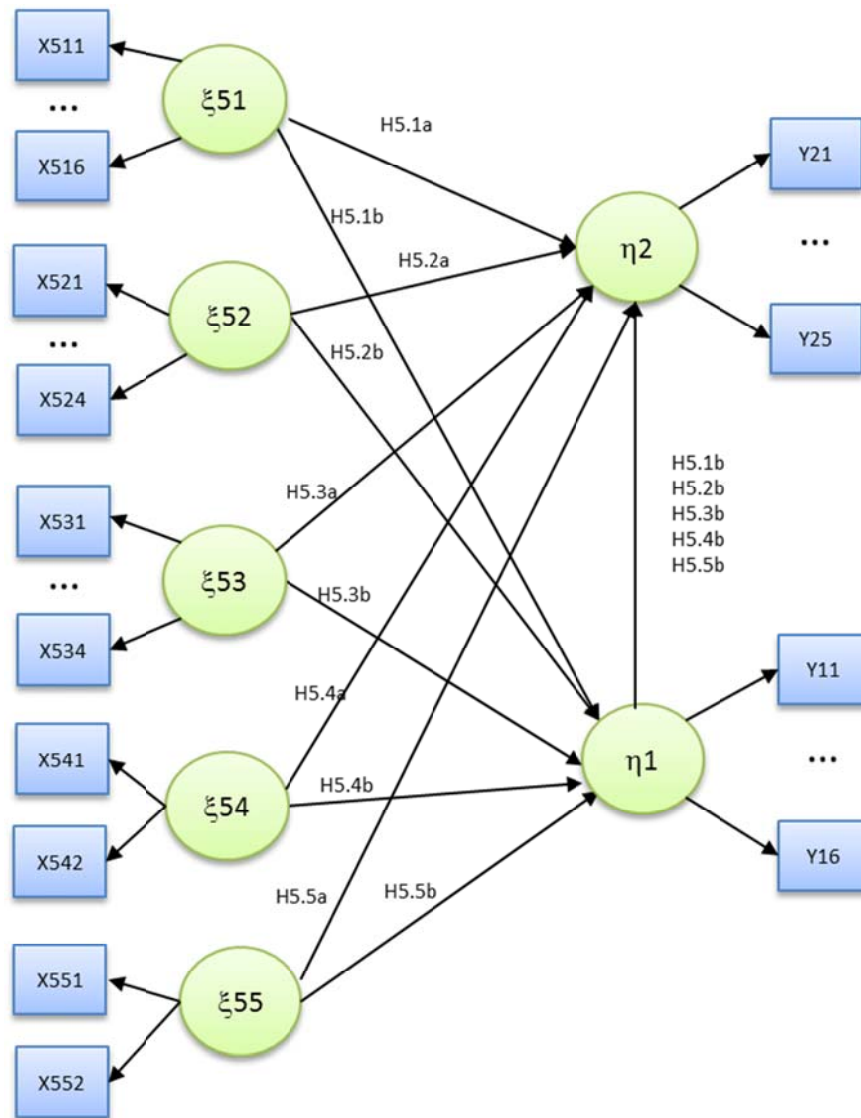 X511
ξ51
...
H5.1a
X516
Y21
H5.1b
η2
...
X521
H5.2a
ξ52
...
H5.2b
Y25
X524
H5.1b
H5.2b
H5.3b
H5.4b
H5.5b
H5.3a
X531
ξ53
...
H5.3b
X534
Y11
H5.4a
X541
η1
...
ξ54
H5.4b
X542
Y16
H5.5a
H5.5b
X551
ξ55
X552